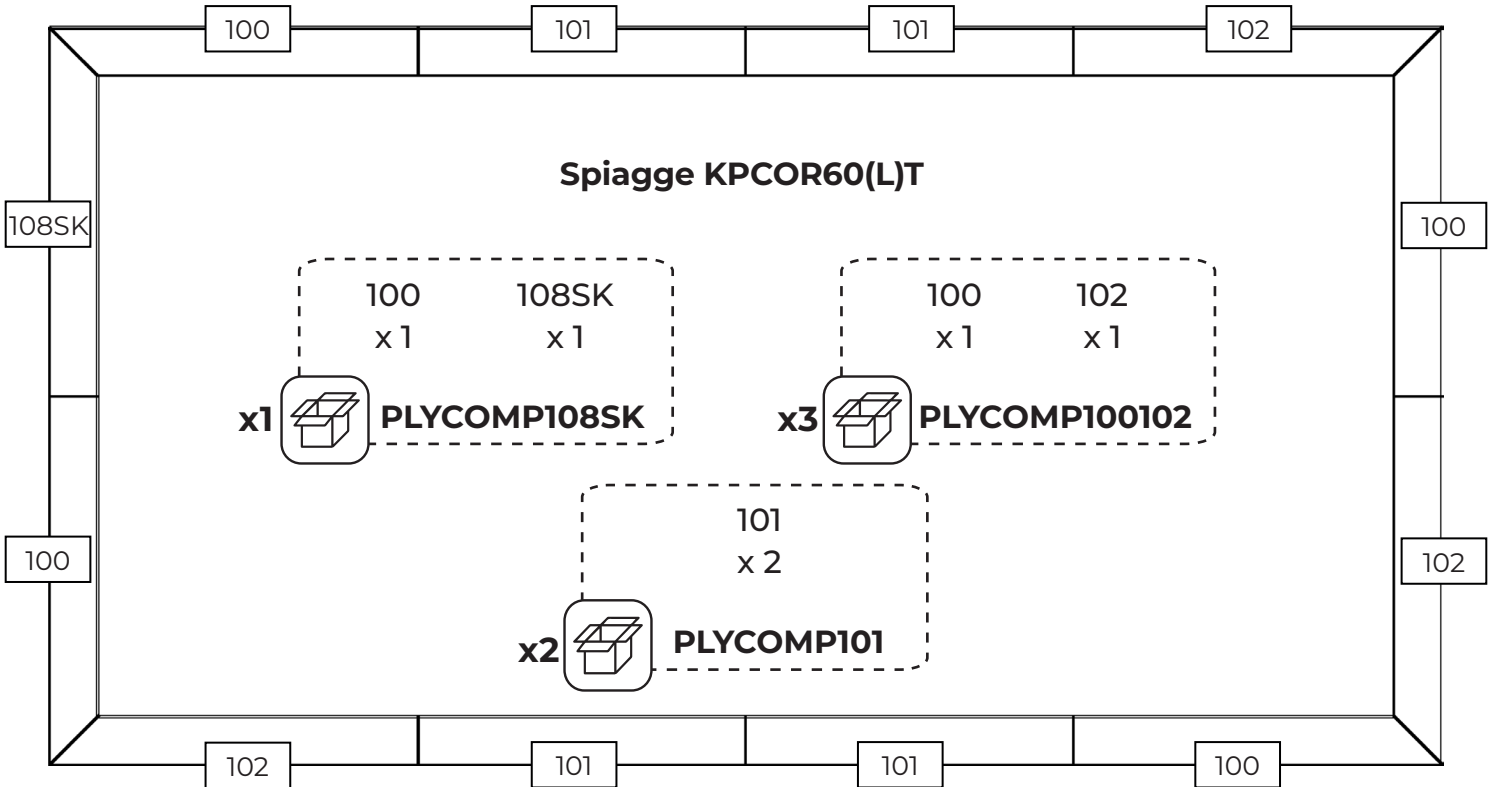 100 101 101 102
Spiagge KPCOR60(L)T
108SK 100
100 108SK 100 102
x 1 x 1 x 1 x 1
x1 PLYCOMP108SK x3 PLYCOMP100102
101
100 x 2 102
x2 PLYCOMP101
102 101 101 100